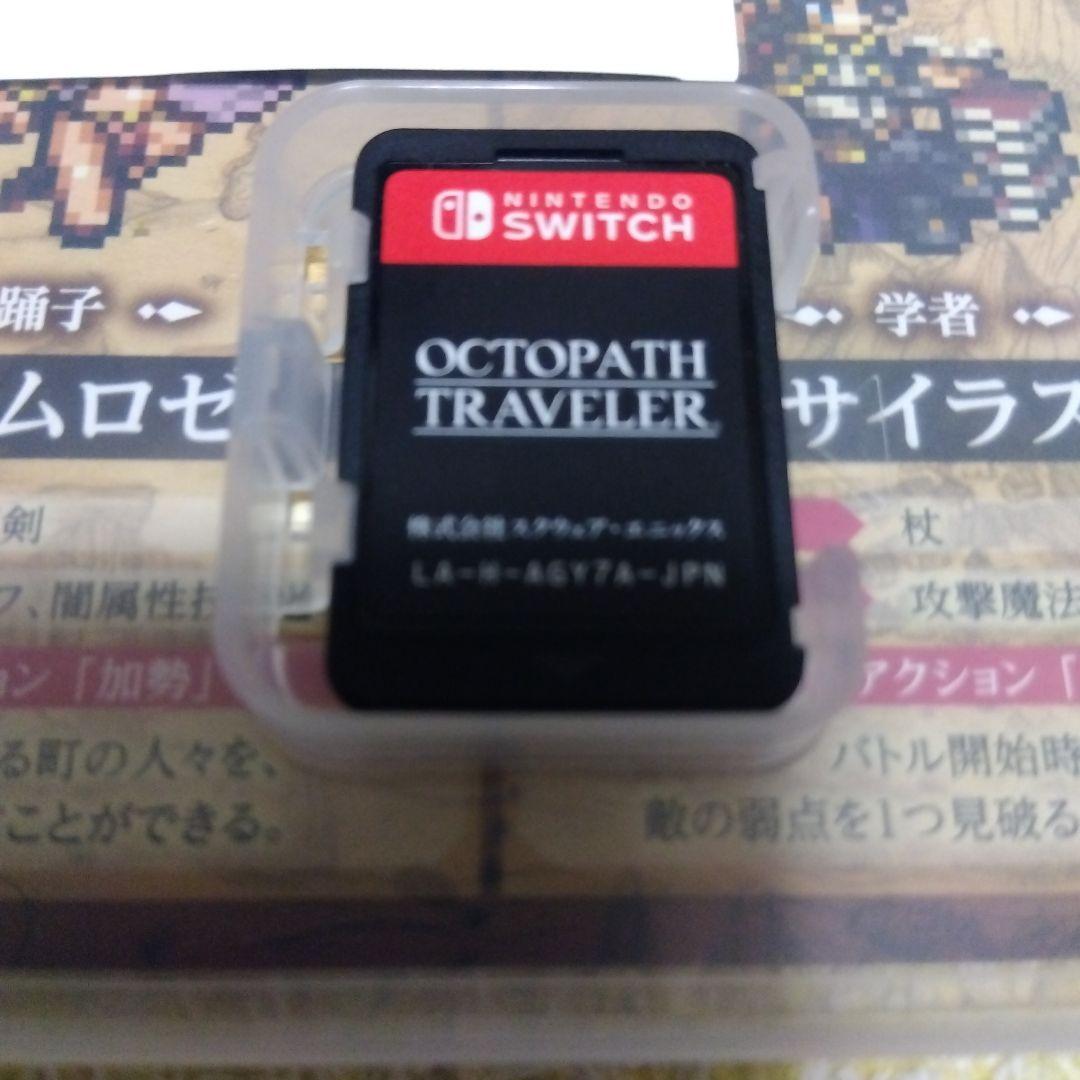 NINTENDO
SWITCH
OCTOPATH
TRAVELER
株式会社スクウェア・エニックス
LA-H-AGY7A-JPN
踊子
学者
ムロゼ
サイラス
剣
杖
フ、闇属性
攻撃魔法
ョン「加勢」
アクション「
る町の人々を、
バトル開始時
ことができる。
敵の弱点を1つ見破る